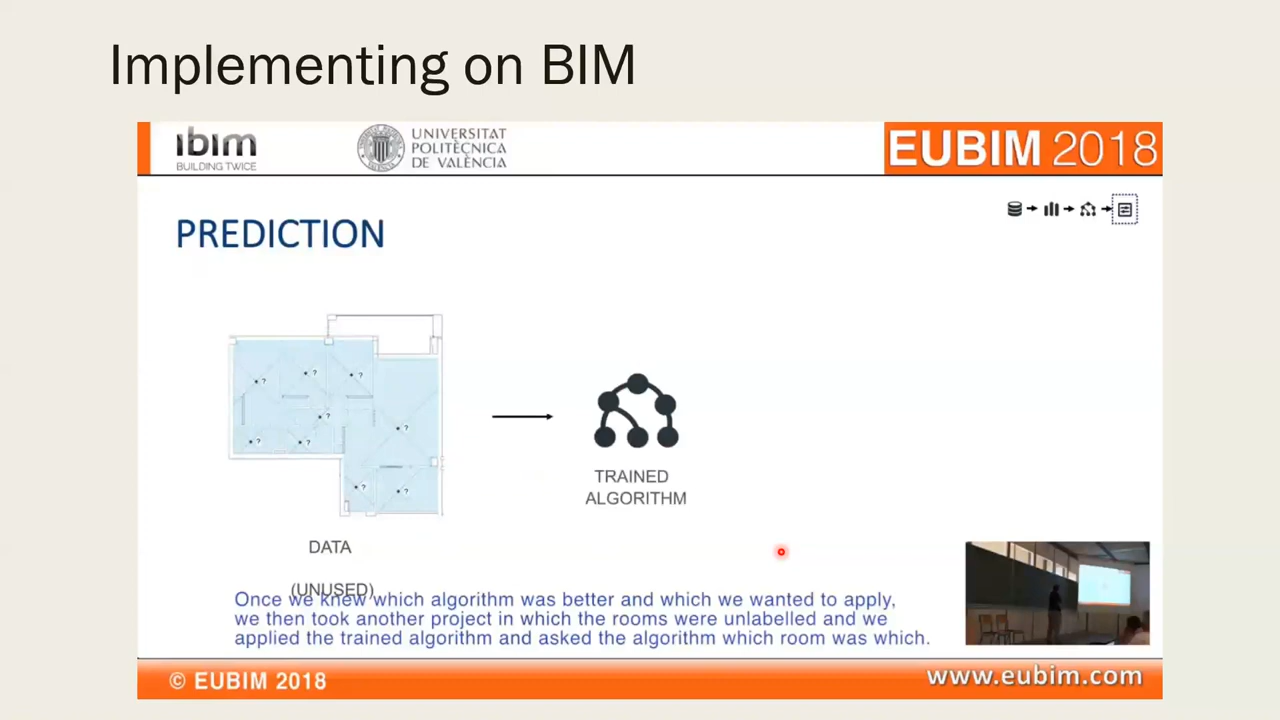 Implementing on BIM
ibim
BUILDING TWICE
UNIVERSITAT
POLITÈCNICA
DE VALÈNCIA
EUBIM 2018
PREDICTION
?
?
?
?
?
?
?
?
?
TRAINED
ALGORITHM
DATA
(UNUSED)
Once we knew which algorithm was better and which we wanted to apply,
we then took another project in which the rooms were unlabelled and we
applied the trained algorithm and asked the algorithm which room was which.
© EUBIM 2018
www.eubim.com